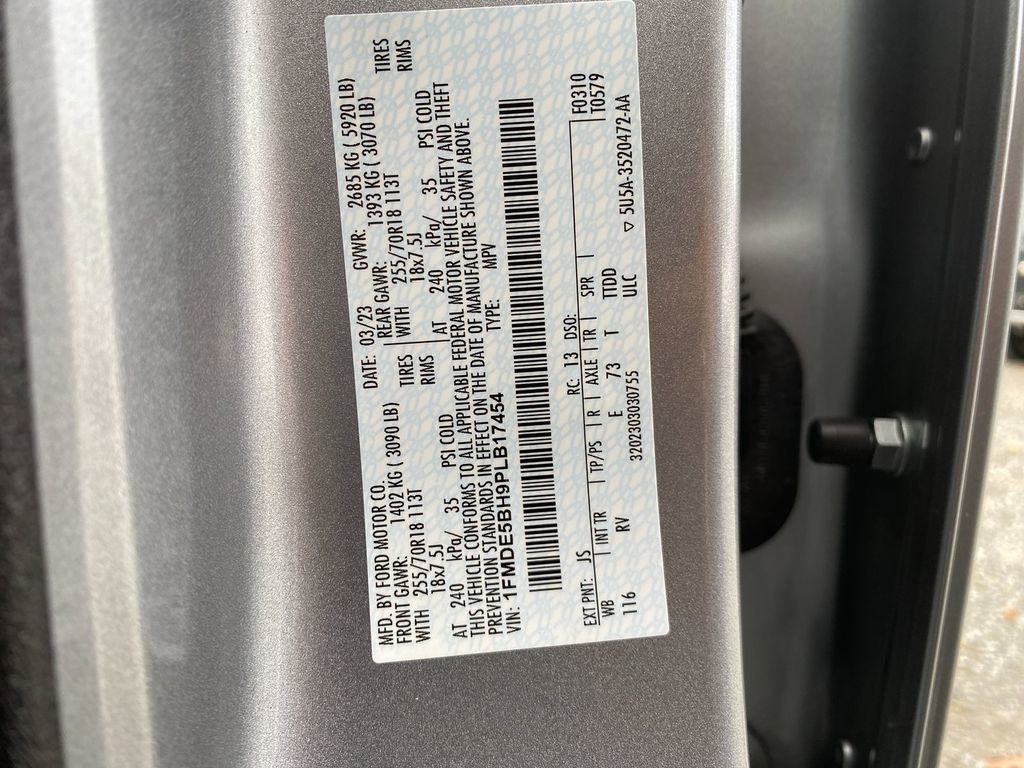 MFD. BY FORD MOTOR CO. DATE: 03/23 GVWR: 2685 KG ( 5920 LB)
FRONT GAWR: 1402 KG ( 3090 LB) REAR GAWR: 1393 KG ( 3070 LB)
WITH 255/70R18 113T TIRES WITH 255/70R18 113T TIRES
18x7.5J RIMS 18x7.5J RIMS
AT 240 kPa/ 35 PSI COLD AT 240 kPa/ 35 PSI COLD
THIS VEHICLE CONFORMS TO ALL APPLICABLE FEDERAL MOTOR VEHICLE SAFETY AND THEFT
PREVENTION STANDARDS IN EFFECT ON THE DATE OF MANUFACTURE SHOWN ABOVE.
VIN: 1FMDE5BH9PLB17454 TYPE: MPV
F0310
EXT PNT: JS RC: 13 DSO: T0579
WB INT TR TP/PS R AXLE TR SPR
116 RV E 73 T TTDD
3202303030755 ULC ▽ 5U5A-3520472-AA